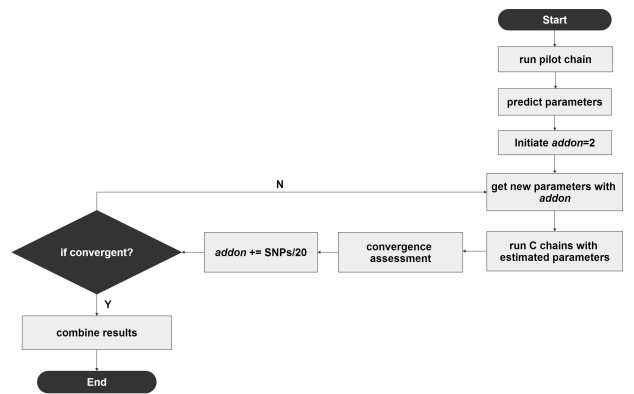 Start
run pilot chain
predict parameters
Initiate addon=2
get new parameters with
addon
N
run C chains with
estimated parameters
convergence
assessment
addon += SNPs/20
if convergent?
Y
combine results
End